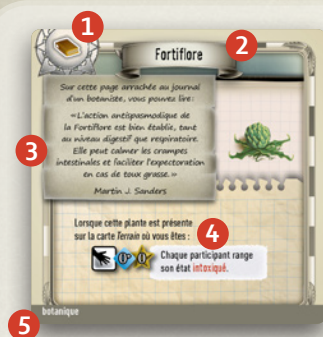 1
2
Fortiflore
3
Sur cette page arrachée au journal
d'un botaniste, vous pouvez lire:
«L'action antispasmodique de
la Fortiflore est bien établie, tant
au niveau digestif que respiratoire.
Elle peut calmer les crampes
intestinales et faciliter l'expectoration
en cas de toux grasse.»
Martin J. Sanders
Lorsque cette plante est présente
sur la carte Terrain où vous êtes :
4
Chaque participant range
son état intoxiqué.
5
botanique